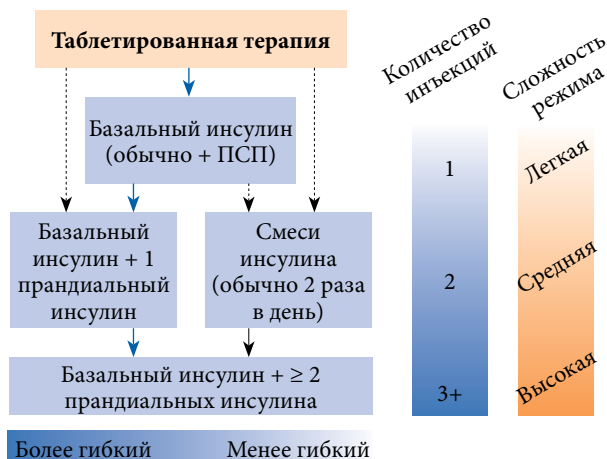 Таблетированная терапия
Базальный инсулин
(обычно + ПСП)
Базальный
инсулин + 1
прандиальный
инсулин
Смеси
инсулина
(обычно 2 раза
в день)
Базальный инсулин + ≥ 2
прандиальных инсулина
Более гибкий
Менее гибкий
Количество
инъекций
1
2
3+
Сложность
режима
Легкая
Средняя
Высокая